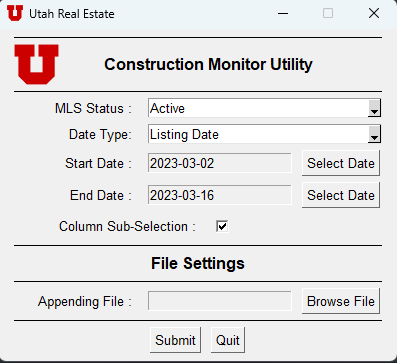 Utah Real Estate
U
Construction Monitor Utility
MLS Status : Active
Date Type: Listing Date
Start Date : 2023-03-02 Select Date
End Date : 2023-03-16 Select Date
Column Sub-Selection :
File Settings
Appending File : Browse File
Submit Quit